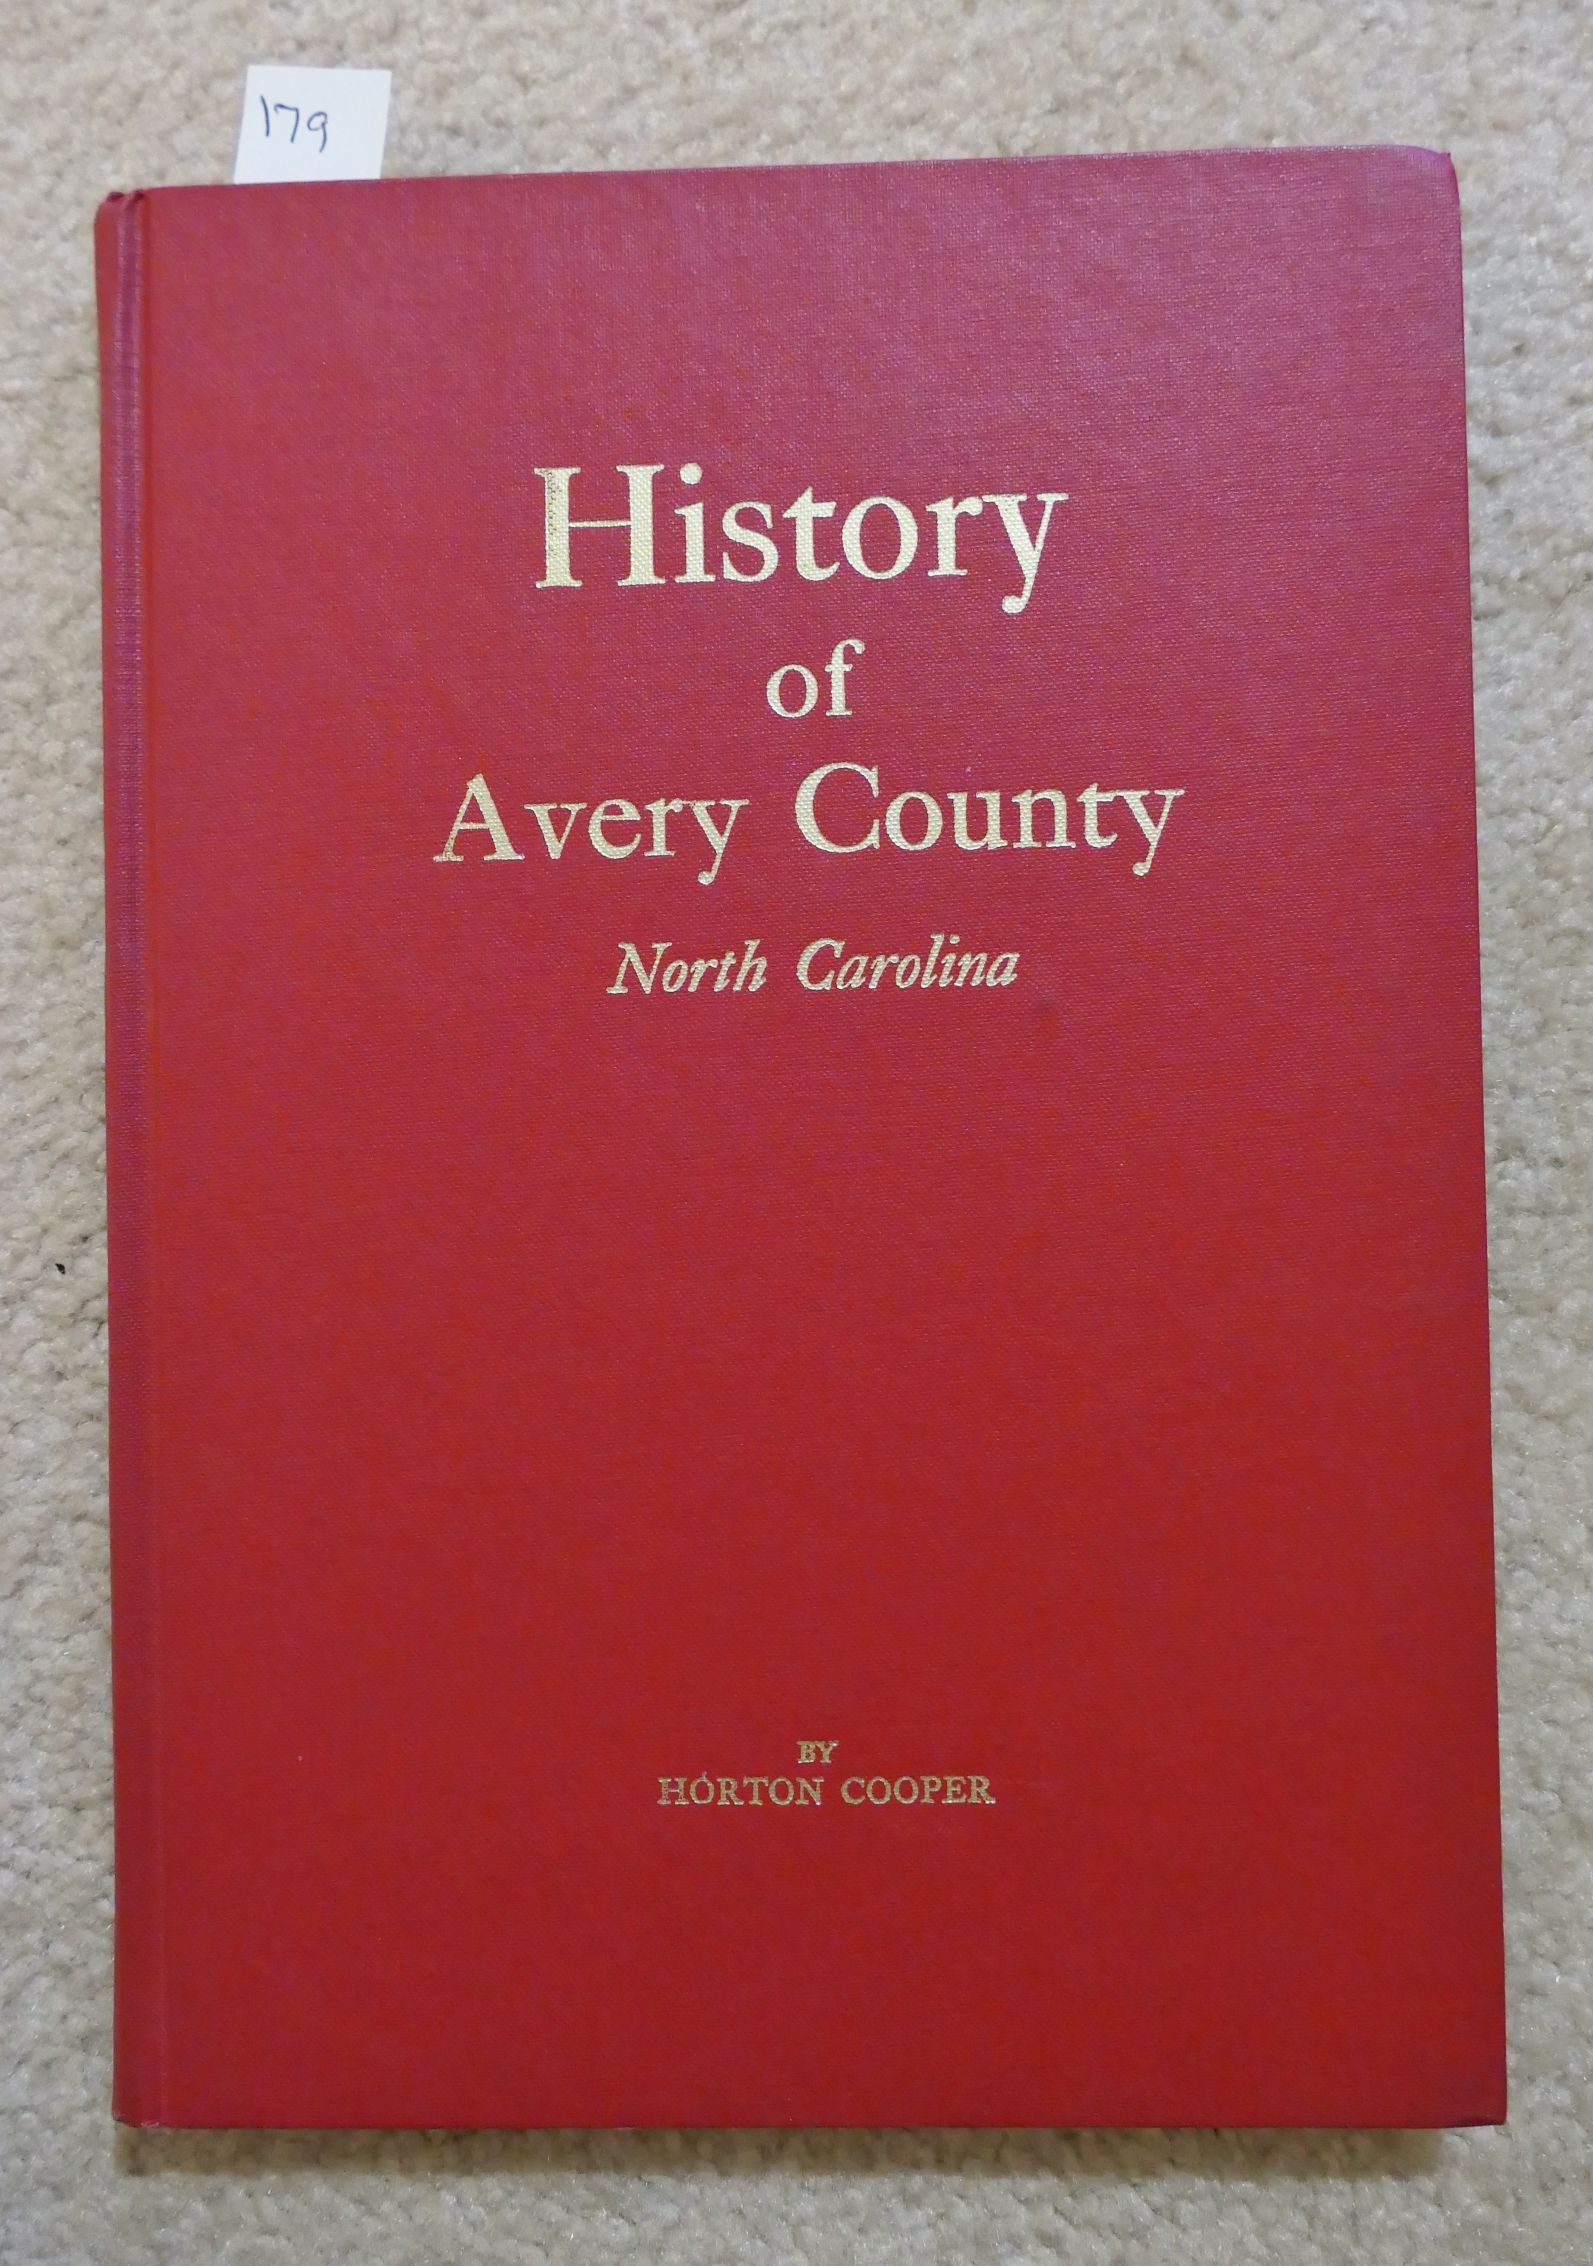 179
History
of
Avery County
North Carolina
BY
HORTON COOPER